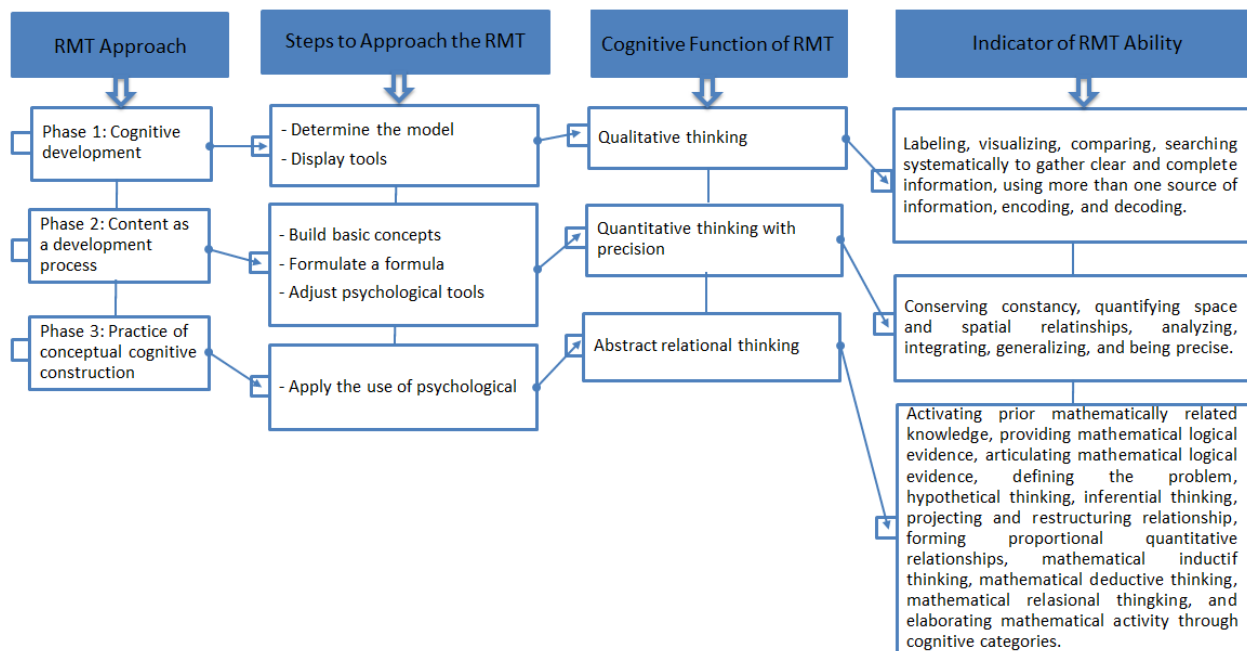 RMT Approach
Steps to Approach the RMT
Cognitive Function of RMT
Indicator of RMT Ability
Phase 1: Cognitive
development
- Determine the model
- Display tools
Qualitative thinking
Labeling, visualizing, comparing, searching
systematically to gather clear and complete
information, using more than one source of
information, encoding, and decoding.
Phase 2: Content as
a development
process
- Build basic concepts
- Formulate a formula
- Adjust psychological tools
Quantitative thinking with
precision
Conserving constancy, quantifying space
and spatial relatinships, analyzing,
integrating, generalizing, and being precise.
Phase 3: Practice of
conceptual cognitive
construction
- Apply the use of psychological
Abstract relational thinking
Activating prior mathematically related
knowledge, providing mathematical logical
evidence, articulating mathematical logical
evidence, defining the problem,
hypothetical thinking, inferential thinking,
projecting and restructuring relationship,
forming proportional quantitative
relationships, mathematical inductif
thinking, mathematical deductive thinking,
mathematical relasional thingking, and
elaborating mathematical activity through
cognitive categories.